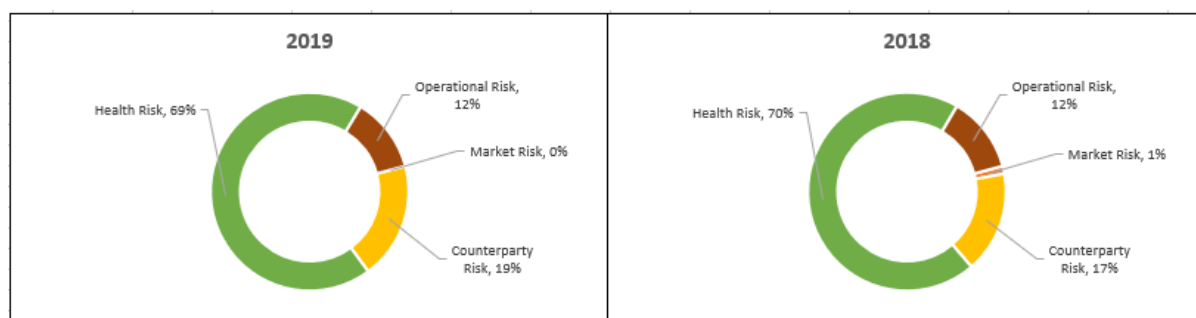 2019
Operational Risk,
12%
Health Risk, 69%
Market Risk, 0%
Counterparty
Risk, 19%
2018
Operational Risk,
12%
Health Risk, 70%
Market Risk, 1%
Counterparty
Risk, 17%